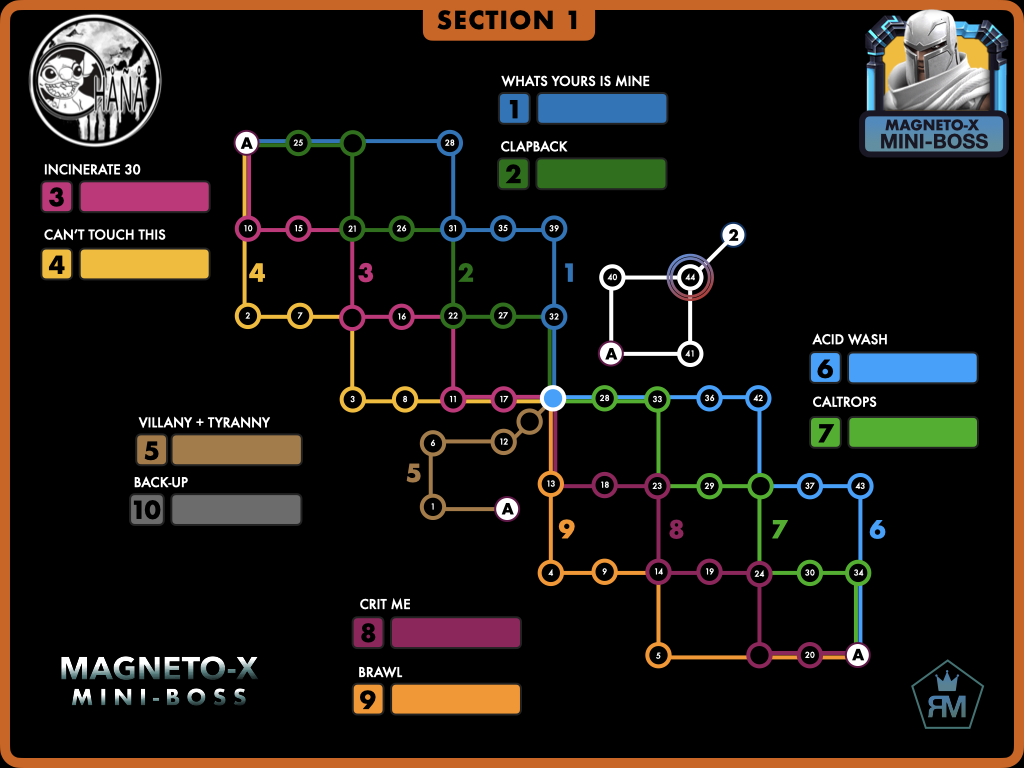 SECTION 1
OHANA
WHATS YOURS IS MINE
1
CLAPBACK
2
MAGNETO-X
MINI-BOSS
INCINERATE 30
3
CAN'T TOUCH THIS
4
A 25 28
10 15 21 26 31 35 39
4 3 2 1
2 7 16 22 27 32
3 8 11 17
2
40 44
A 41
ACID WASH
6
CALTROPS
7
28 33 36 42
VILLANY + TYRANNY
5
BACK-UP
10
6 12
5
1 A
13 18 23 29 37 43
9 8 7 6
4 9 14 19 24 30 34
5 20 A
CRIT ME
8
BRAWL
9
MAGNETO-X
MINI-BOSS
RM